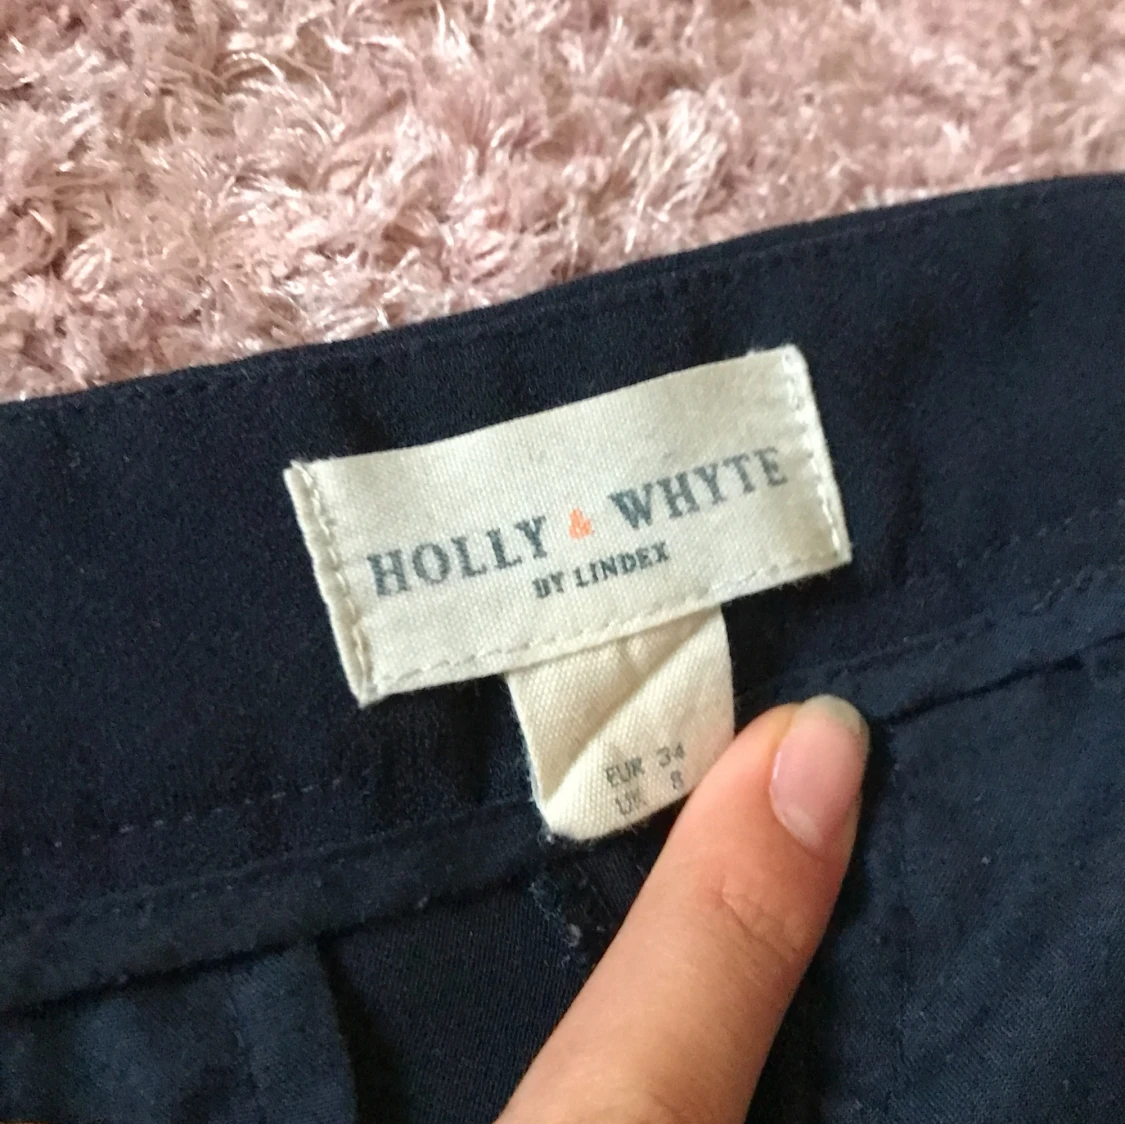 HOLLY & WHYTE
BY LINDEX
EUR 34
UK 8